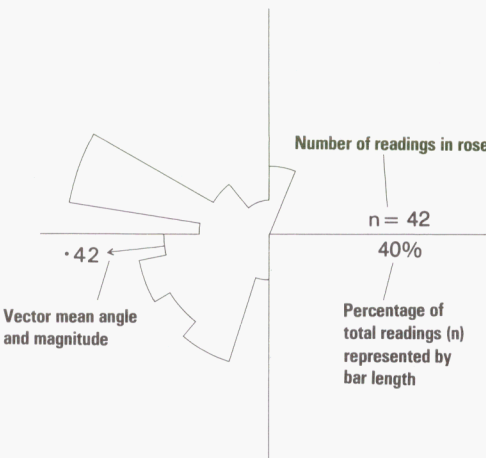 Number of readings in rose
n = 42
40%
·42
Vector mean angle
and magnitude
Percentage of
total readings (n)
represented by
bar length